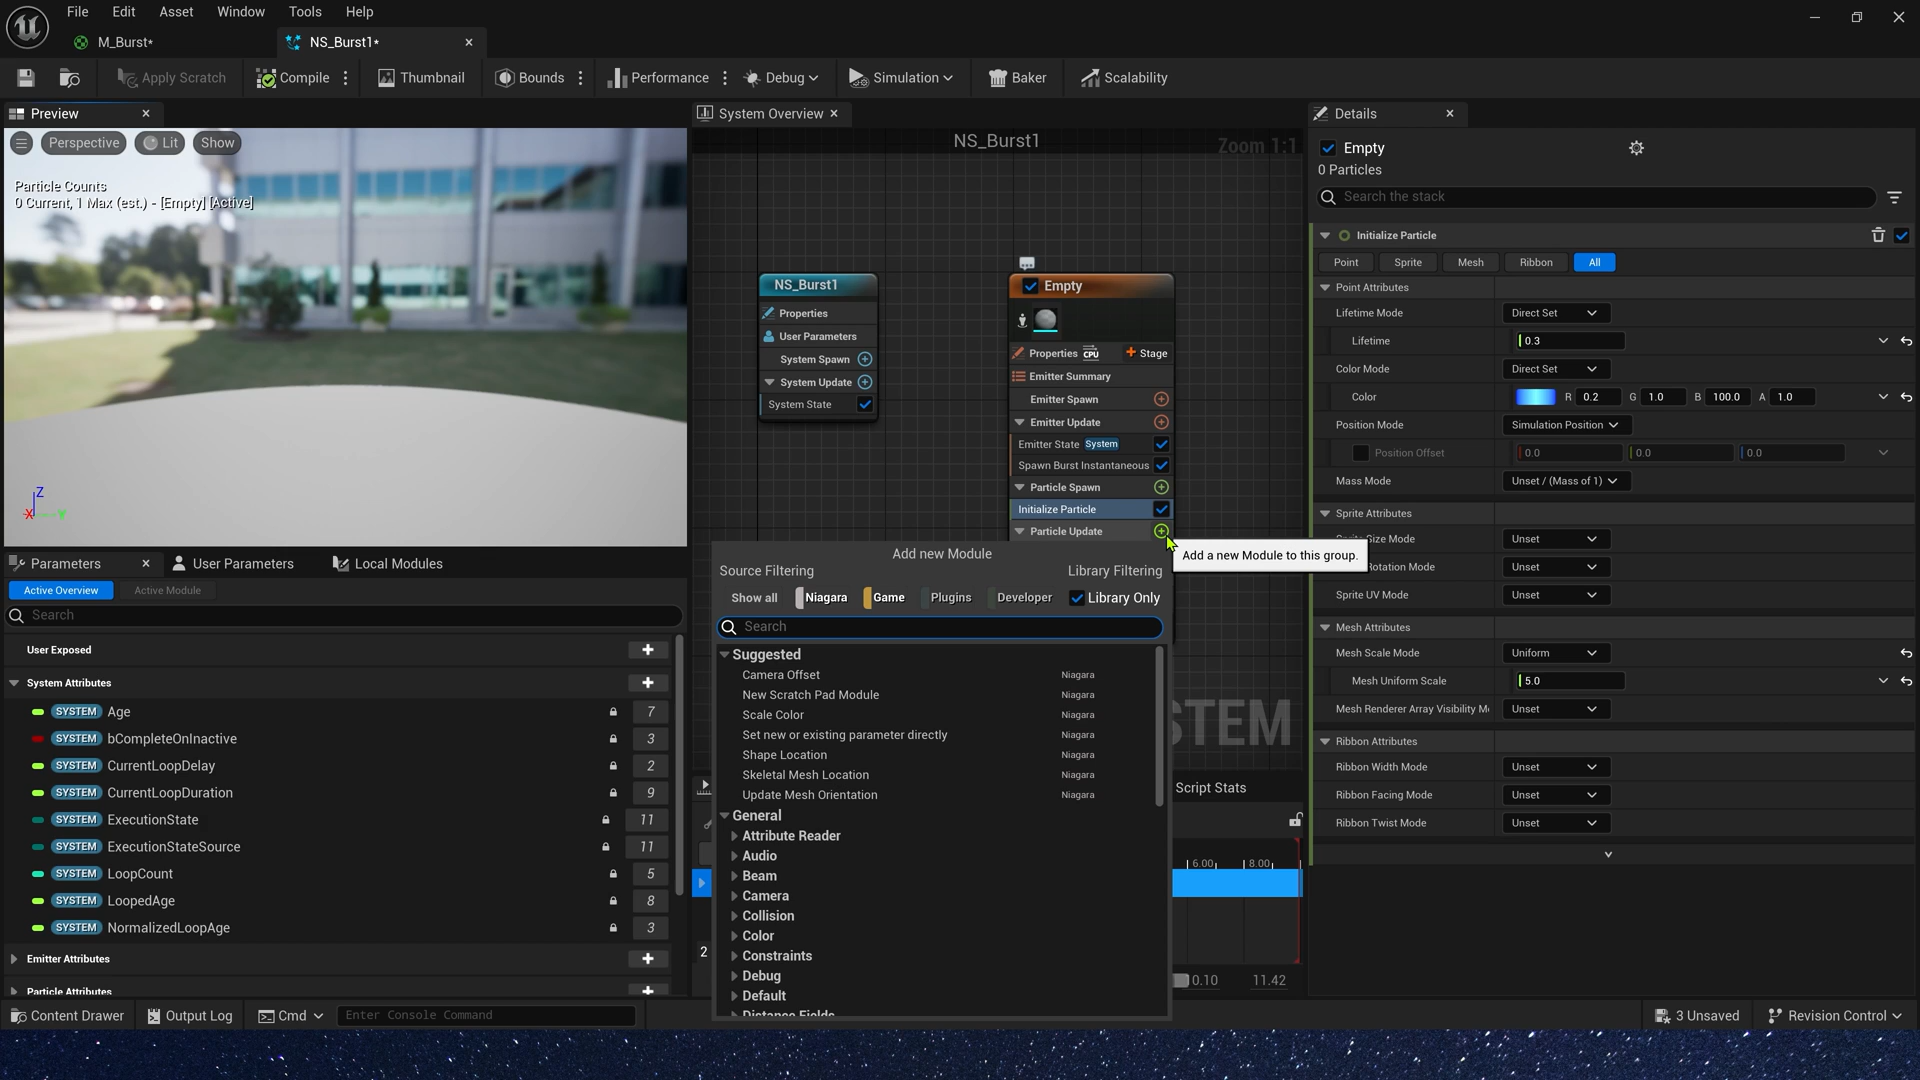 File Edit Asset Window Tools Help
M_Burst*
NS_Burst1*
Apply Scratch
Compile
Thumbnail
Bounds
Performance
Debug
Simulation
Baker
Scalability
Preview
Perspective
Lit
Show
Particle Counts
0 Current, 1 Max (est.) - [Empty] [Active]
Z
X
Y
System Overview
NS_Burst1
Zoom 1:1
NS_Burst1
Properties
User Parameters
System Spawn
System Update
System State
Empty
Properties CPU Stage
Emitter Summary
Emitter Spawn
Emitter Update
Emitter State System
Spawn Burst Instantaneous
Particle Spawn
Initialize Particle
Particle Update
Add a new Module to this group.
Add new Module
Source Filtering Library Filtering
Show all Niagara Game Plugins Developer Library Only
Search
Suggested
Camera Offset Niagara
New Scratch Pad Module Niagara
Scale Color Niagara
Set new or existing parameter directly Niagara
Shape Location Niagara
Skeletal Mesh Location Niagara
Update Mesh Orientation Niagara
General
Attribute Reader
Audio
Beam
Camera
Collision
Color
Constraints
Debug
Default
Distance Fields
STEM
Script Stats
6.00 8.00
2
0.10 11.42
Parameters
User Parameters
Local Modules
Active Overview
Active Module
Search
User Exposed
System Attributes
SYSTEM Age 7
SYSTEM bCompleteOnInactive 3
SYSTEM CurrentLoopDelay 2
SYSTEM CurrentLoopDuration 9
SYSTEM ExecutionState 11
SYSTEM ExecutionStateSource 11
SYSTEM LoopCount 5
SYSTEM LoopedAge 8
SYSTEM NormalizedLoopAge 3
Emitter Attributes
Particle Attributes
Details
Empty
0 Particles
Search the stack
Initialize Particle
Point Sprite Mesh Ribbon All
Point Attributes
Lifetime Mode Direct Set
Lifetime 0.3
Color Mode Direct Set
Color R 0.2 G 1.0 B 100.0 A 1.0
Position Mode Simulation Position
Position Offset 0.0 0.0 0.0
Mass Mode Unset / (Mass of 1)
Sprite Attributes
Size Mode Unset
Rotation Mode Unset
Sprite UV Mode Unset
Mesh Attributes
Mesh Scale Mode Uniform
Mesh Uniform Scale 5.0
Mesh Renderer Array Visibility M Unset
Ribbon Attributes
Ribbon Width Mode Unset
Ribbon Facing Mode Unset
Ribbon Twist Mode Unset
Content Drawer
Output Log
Cmd
Enter Console Command
3 Unsaved
Revision Control